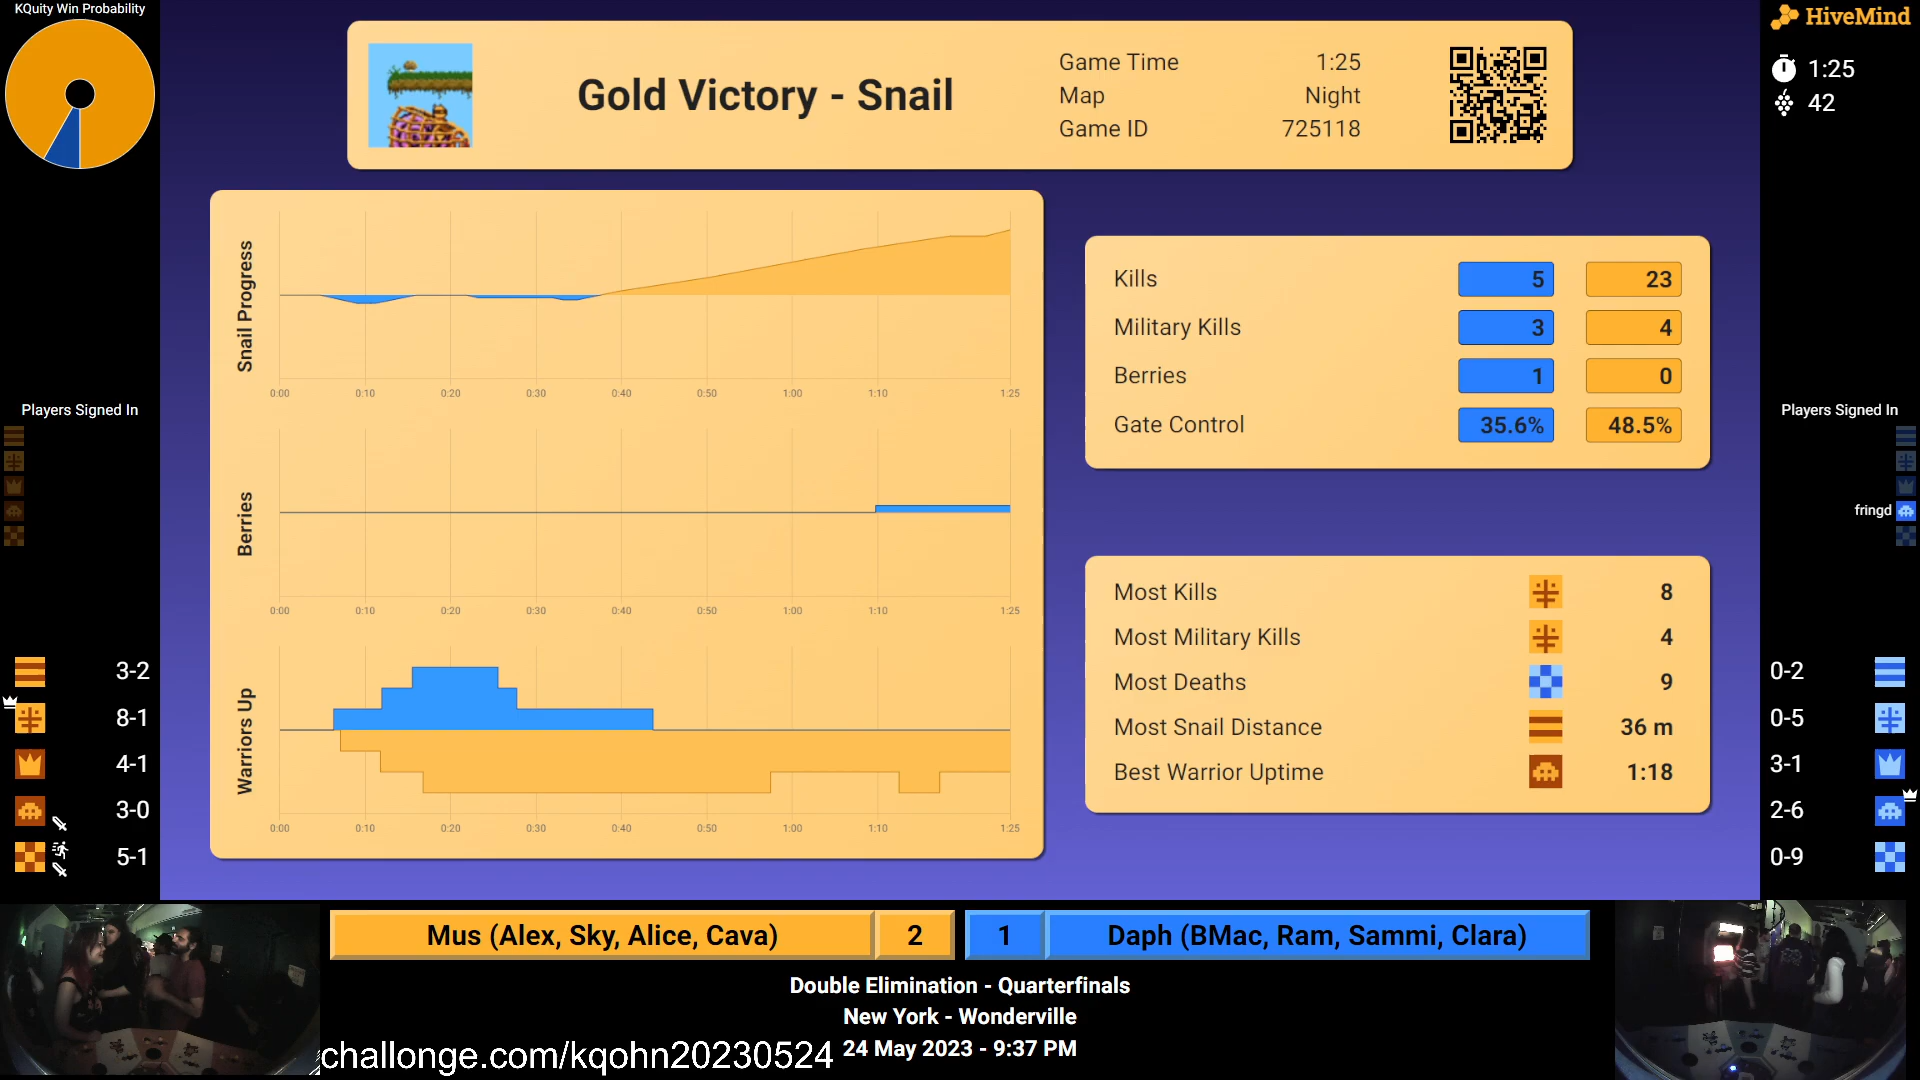 KQuity Win Probability
HiveMind
1:25
42
Gold Victory - Snail
Game Time 1:25
Map Night
Game ID 725118
Snail Progress
0:00 0:10 0:20 0:30 0:40 0:50 1:00 1:10 1:25
Berries
0:00 0:10 0:20 0:30 0:40 0:50 1:00 1:10 1:25
Warriors Up
0:00 0:10 0:20 0:30 0:40 0:50 1:00 1:10 1:25
Kills 5 23
Military Kills 3 4
Berries 1 0
Gate Control 35.6% 48.5%
Most Kills 8
Most Military Kills 4
Most Deaths 9
Most Snail Distance 36 m
Best Warrior Uptime 1:18
Players Signed In
3-2
8-1
4-1
3-0
5-1
Players Signed In
fringd
0-2
0-5
3-1
2-6
0-9
Mus (Alex, Sky, Alice, Cava) 2
1 Daph (BMac, Ram, Sammi, Clara)
Double Elimination - Quarterfinals
New York - Wonderville
24 May 2023 - 9:37 PM
challonge.com/kqohn20230524